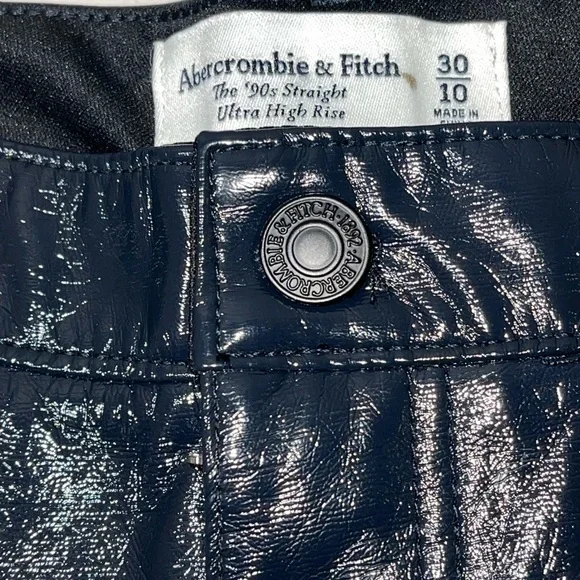 Abercrombie & Fitch
The '90s Straight
Ultra High Rise
30
10
MADE IN
ABERCROMBIE & FITCH · 1892 ·